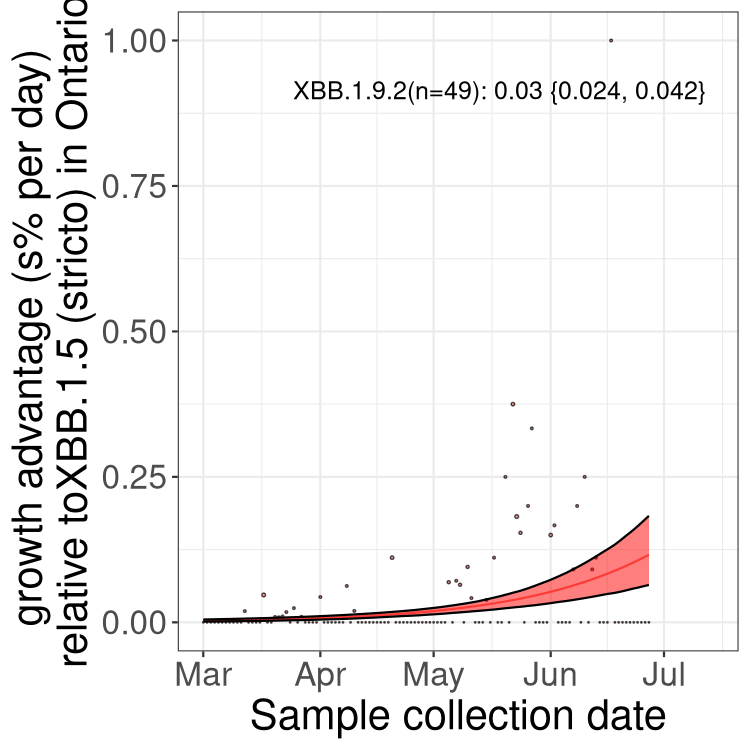 growth advantage (s% per day)
relative toXBB.1.5 (stricto) in Ontario
1.00
0.75
0.50
0.25
0.00
XBB.1.9.2(n=49): 0.03 {0.024, 0.042}
Mar Apr May Jun Jul
Sample collection date